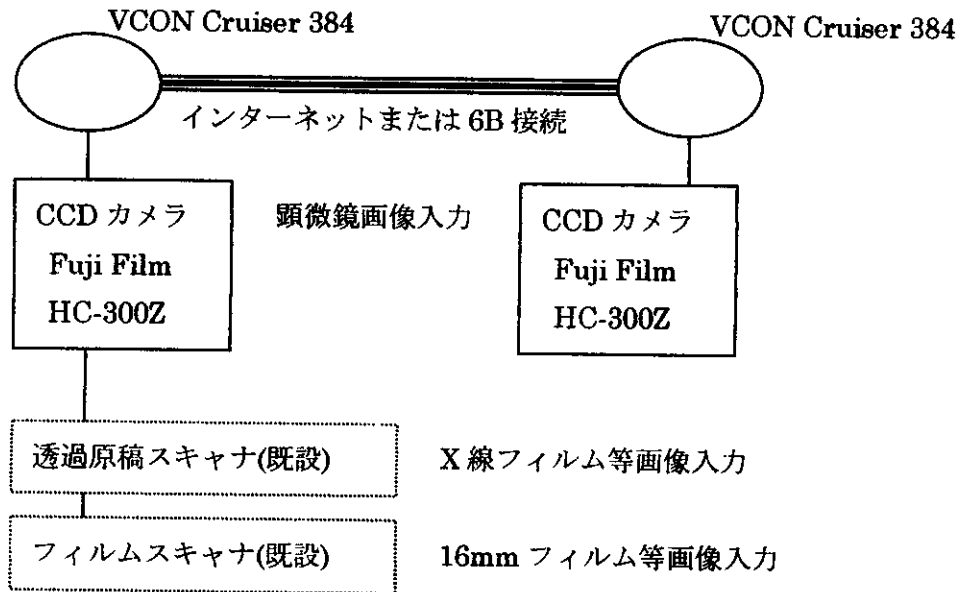 VCON Cruiser 384
VCON Cruiser 384
インターネットまたは 6B 接続
CCD カメラ
Fuji Film
HC-300Z
顕微鏡画像入力
CCD カメラ
Fuji Film
HC-300Z
透過原稿スキャナ(既設)
X 線フィルム等画像入力
フィルムスキャナ(既設)
16mm フィルム等画像入力